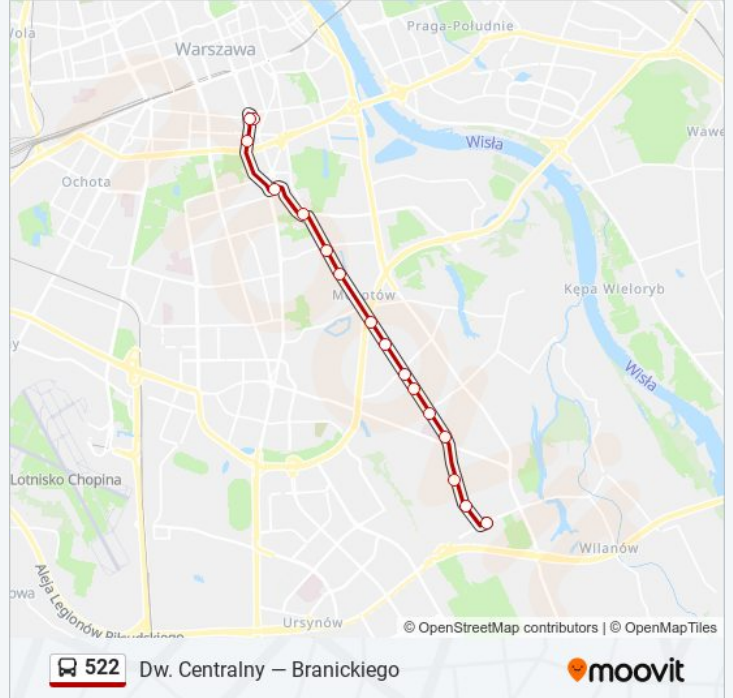 Praga-Południe
Wola
Warszawa
Wisła
Wawe
Ochota
Kępa Wieloryb
Mokotów
y
Wisła
Lotnisko Chopina
Wilanów
owa
Aleja Legionów Piłsudskiego
Ursynów
© OpenStreetMap contributors | © OpenMapTiles
522 Dw. Centralny — Branickiego
moovit